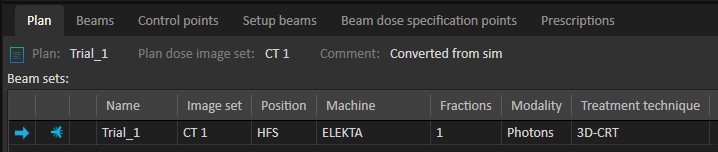 Plan Beams Control points Setup beams Beam dose specification points Prescriptions
Plan: Trial_1 Plan dose image set: CT 1 Comment: Converted from sim
Beam sets:
Name Image set Position Machine Fractions Modality Treatment technique
Trial_1 CT 1 HFS ELEKTA 1 Photons 3D-CRT